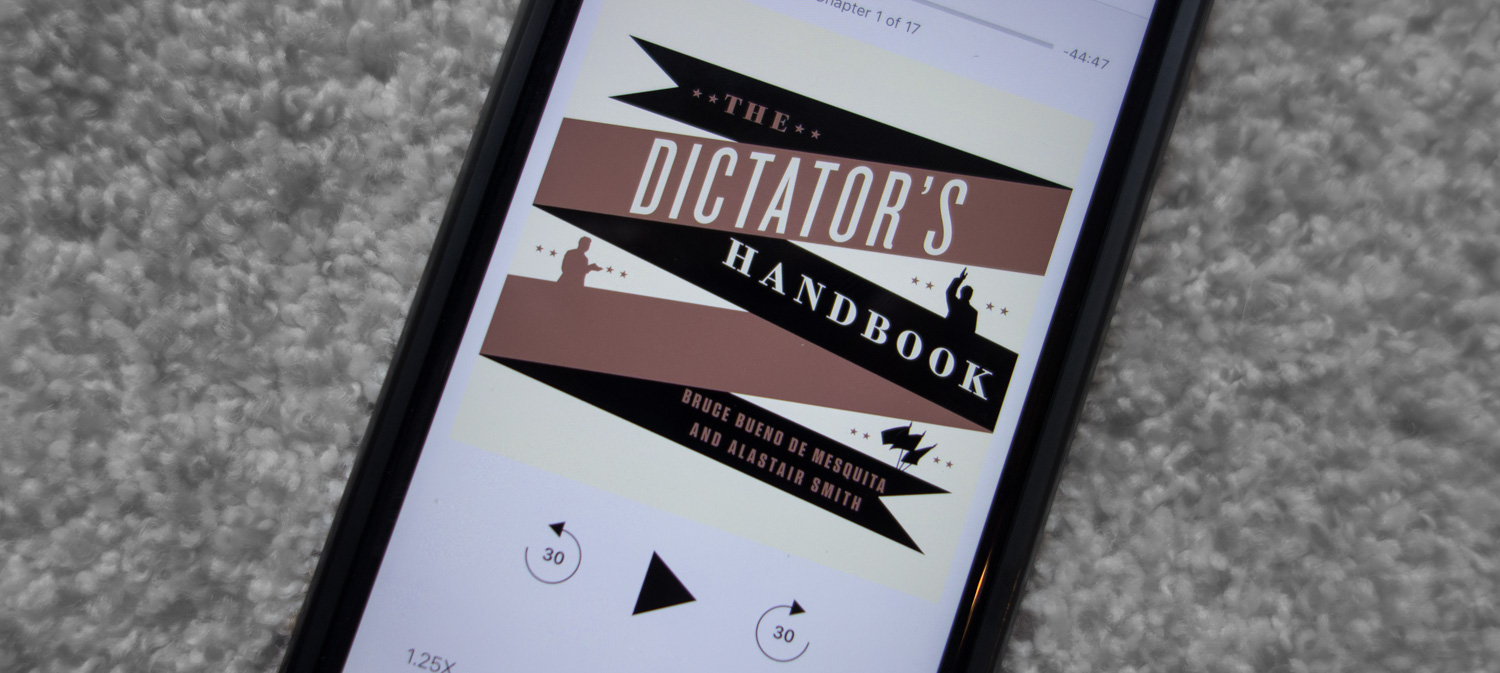 Chapter 1 of 17
-44:47
THE
DICTATOR'S
HANDBOOK
BRUCE BUENO DE MESQUITA
AND ALASTAIR SMITH
30
30
1.25X